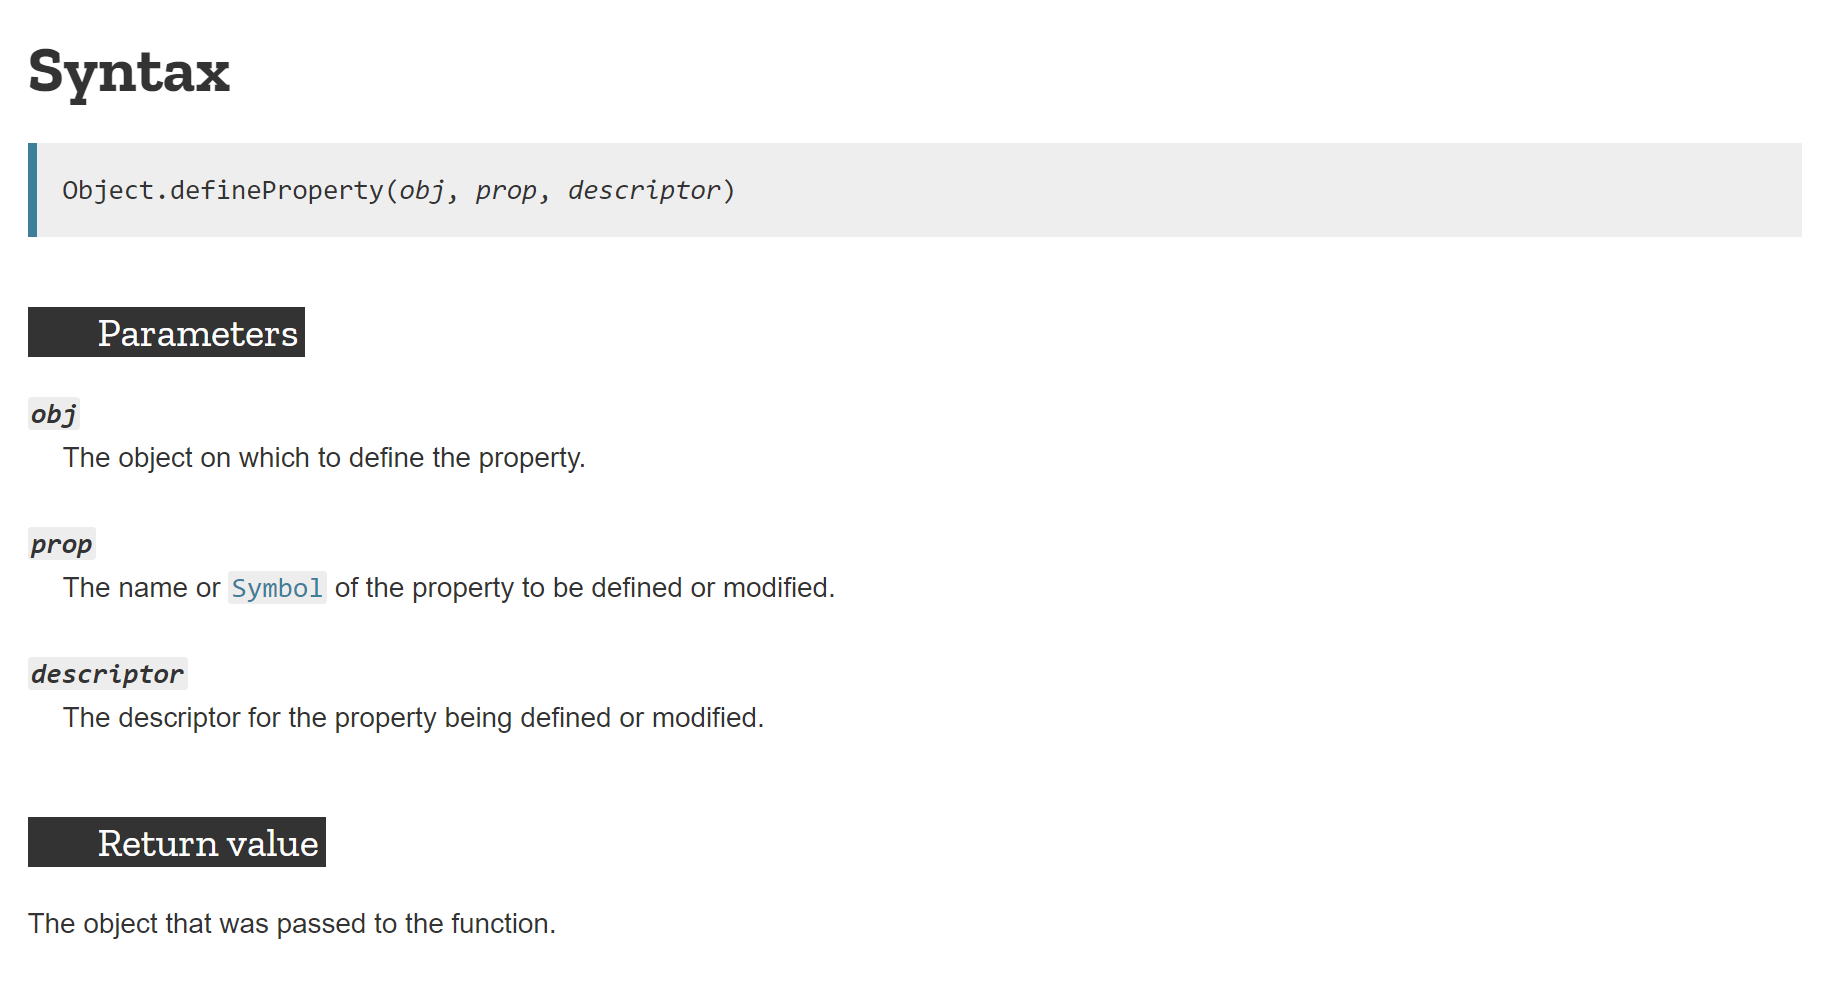 Syntax
Object.defineProperty(obj, prop, descriptor)
Parameters
obj
The object on which to define the property.
prop
The name or Symbol of the property to be defined or modified.
descriptor
The descriptor for the property being defined or modified.
Return value
The object that was passed to the function.